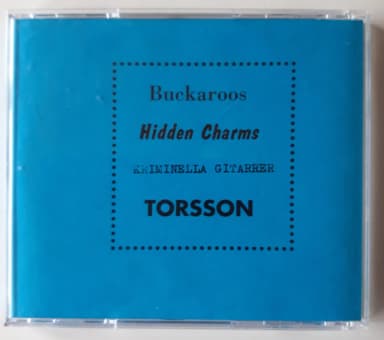 Buckaroos
Hidden Charms
KRIMINELLA GITARRER
TORSSON